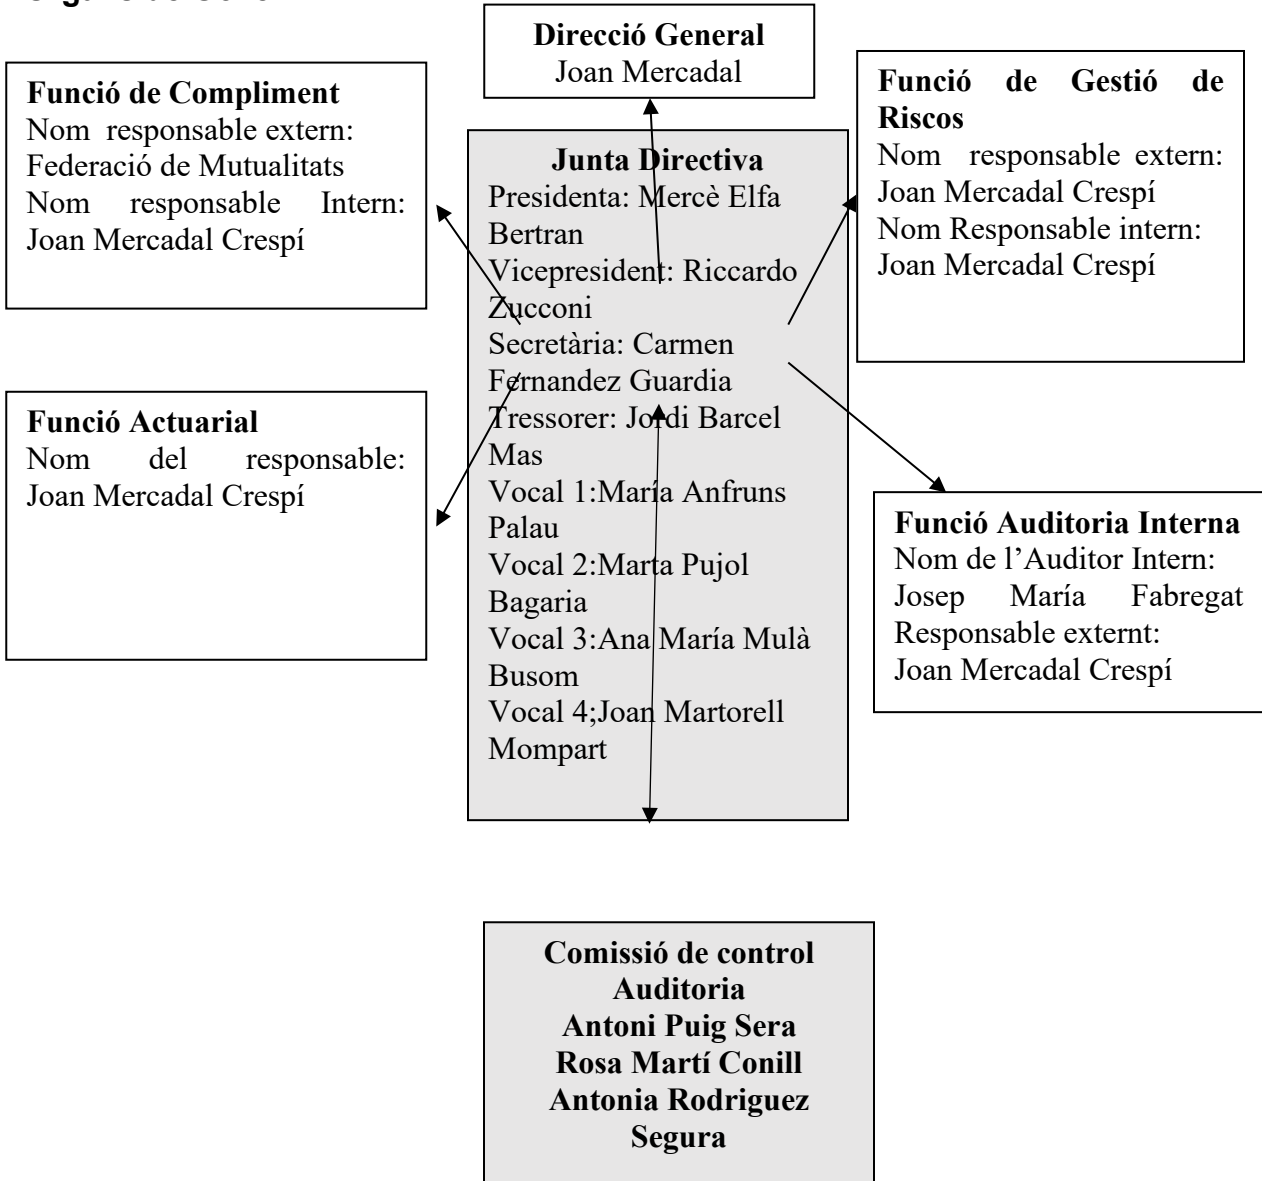 Direcció General
Joan Mercadal
Funció de Compliment
Nom responsable extern:
Federació de Mutualitats
Nom responsable Intern:
Joan Mercadal Crespí
Funció de Gestió de
Riscos
Nom responsable extern:
Joan Mercadal Crespí
Nom Responsable intern:
Joan Mercadal Crespí
Junta Directiva
Presidenta: Mercè Elfa
Bertran
Vicepresident: Riccardo
Zucconi
Secretària: Carmen
Fernandez Guardia
Tressorer: Jordi Barcel
Mas
Vocal 1:María Anfruns
Palau
Vocal 2:Marta Pujol
Bagaria
Vocal 3:Ana María Mulà
Busom
Vocal 4;Joan Martorell
Mompart
Funció Actuarial
Nom del responsable:
Joan Mercadal Crespí
Funció Auditoria Interna
Nom de l’Auditor Intern:
Josep María Fabregat
Responsable externt:
Joan Mercadal Crespí
Comissió de control
Auditoria
Antoni Puig Sera
Rosa Martí Conill
Antonia Rodriguez
Segura